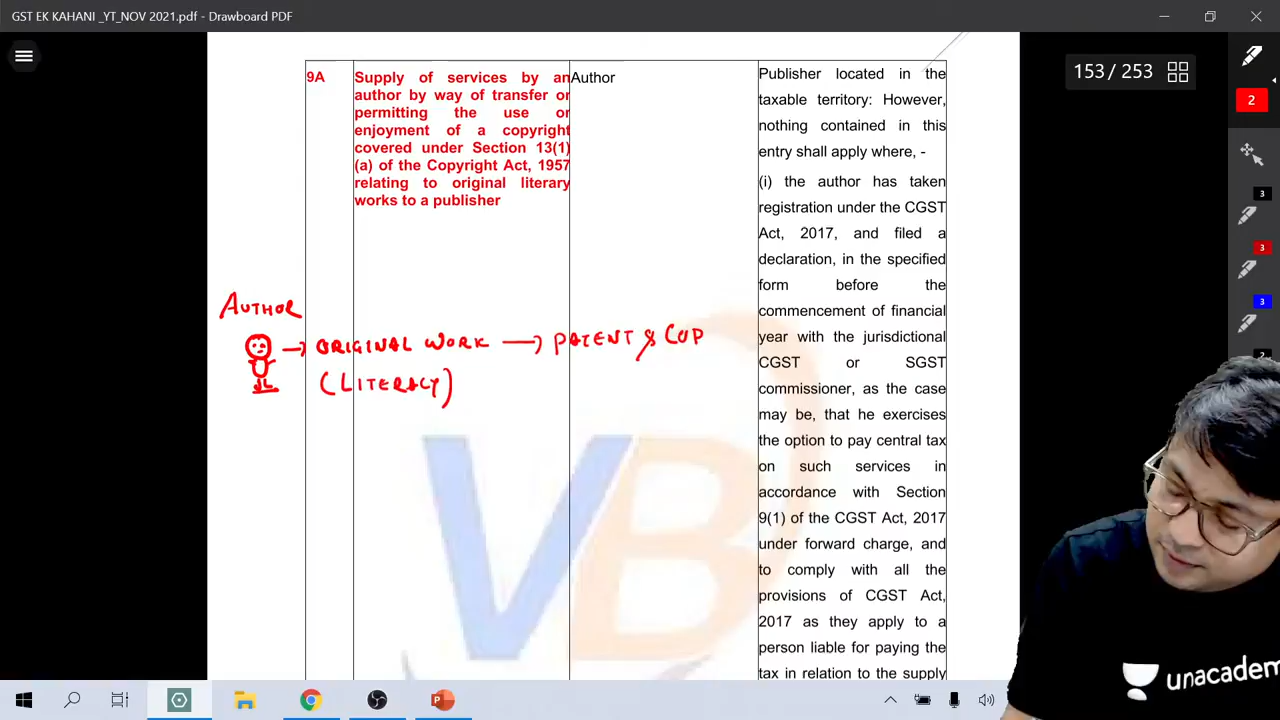 GST EK KAHANI _YT_NOV 2021.pdf - Drawboard PDF
153 / 253
2
3
3
3
2
9A
Supply of services by an
author by way of transfer or
permitting the use or
enjoyment of a copyright
covered under Section 13(1)
(a) of the Copyright Act, 1957
relating to original literary
works to a publisher
Author
Publisher located in the
taxable territory: However,
nothing contained in this
entry shall apply where, -
(i) the author has taken
registration under the CGST
Act, 2017, and filed a
declaration, in the specified
form before the
commencement of financial
year with the jurisdictional
CGST or SGST
commissioner, as the case
may be, that he exercises
the option to pay central tax
on such services in
accordance with Section
9(1) of the CGST Act, 2017
under forward charge, and
to comply with all the
provisions of CGST Act,
2017 as they apply to a
person liable for paying the
tax in relation to the supply
AUTHOR
ORIGINAL WORK → PATENT & COP
(LITERACY)
VB
unacadem